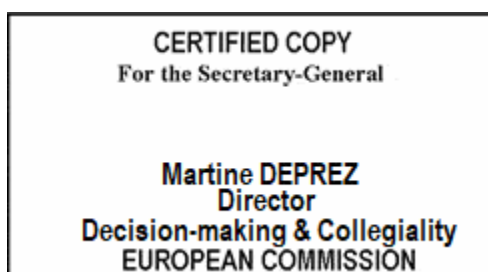 CERTIFIED COPY
For the Secretary-General
Martine DEPREZ
Director
Decision-making & Collegiality
EUROPEAN COMMISSION